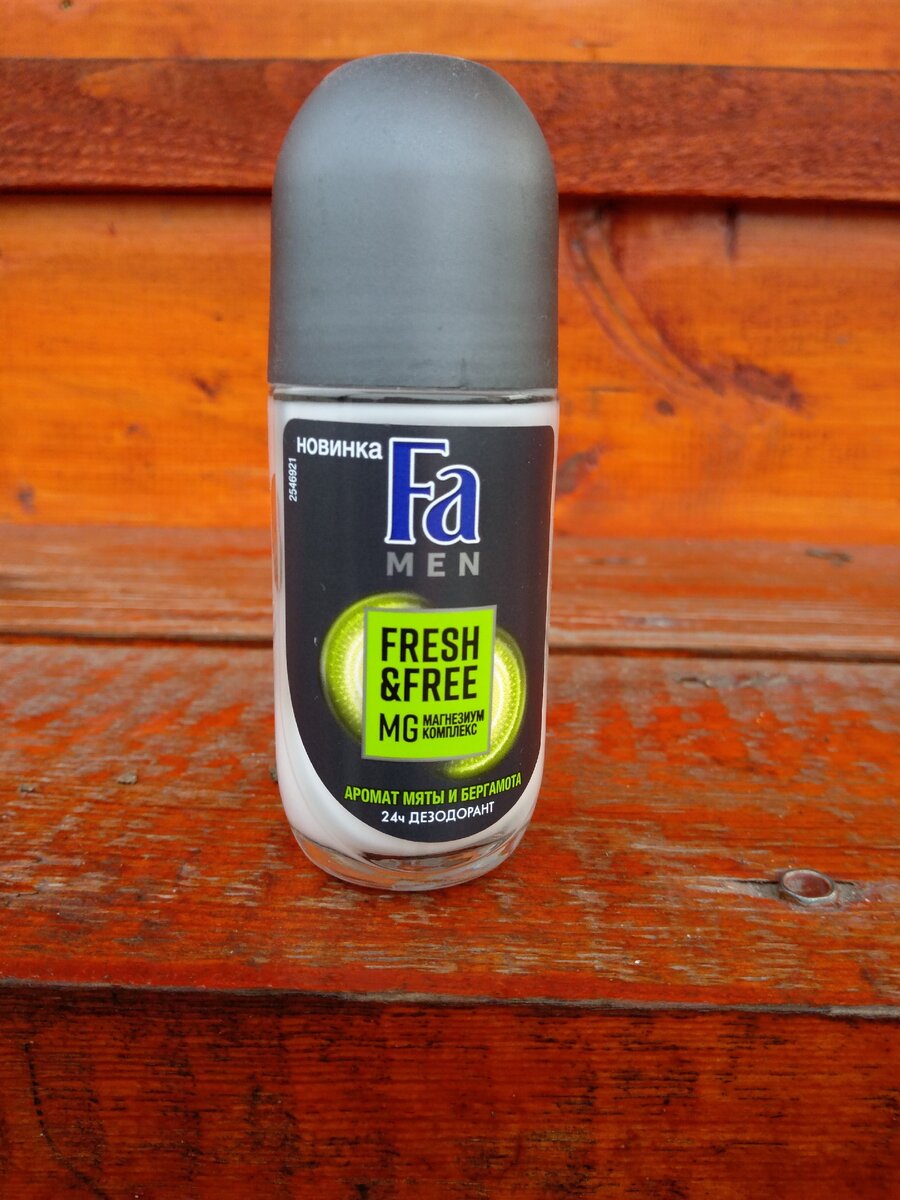 НОВИНКА
2546921
Fa
MEN
FRESH
&FREE
MG МАГНЕЗИУМ
КОМПЛЕКС
АРОМАТ МЯТЫ И БЕРГАМОТА
24ч ДЕЗОДОРАНТ